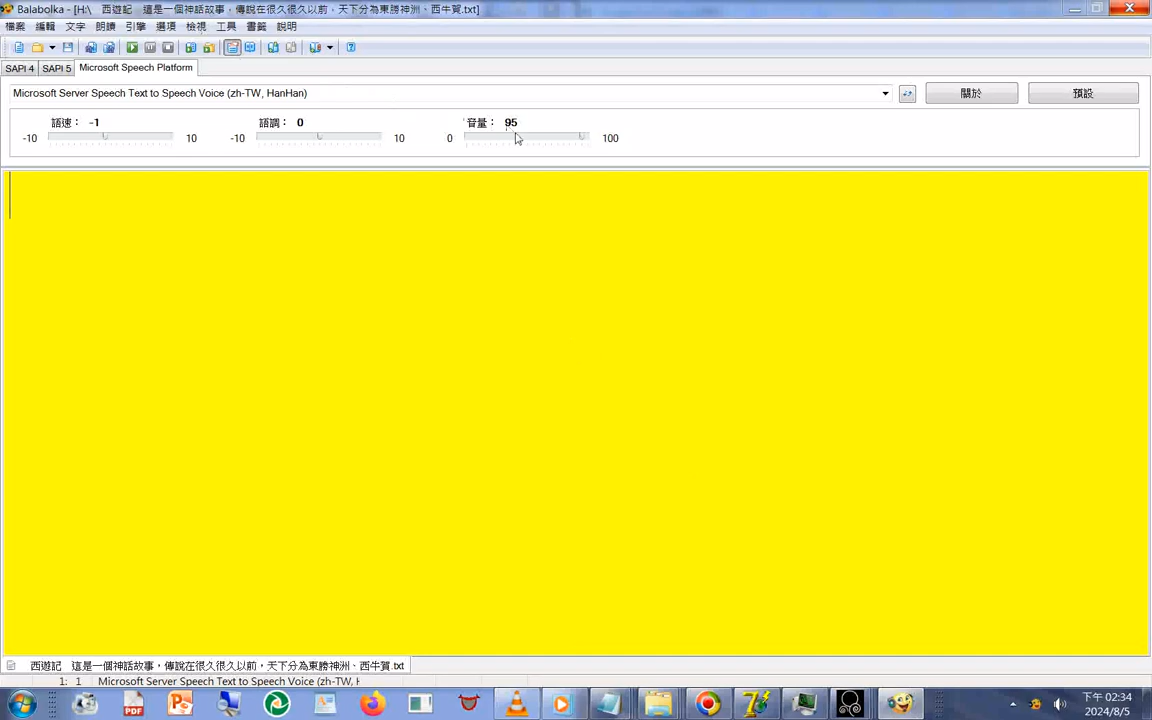 Balabolka - [H:\ 西遊記 這是一個神話故事，傳說在很久很久以前，天下分為東勝神洲、西牛賀.txt]
檔案 編輯 文字 朗讀 引擎 選項 檢視 工具 書籤 說明
SAPI 4 SAPI 5 Microsoft Speech Platform
Microsoft Server Speech Text to Speech Voice (zh-TW, HanHan) 關於 預設
語速： -1 語調： 0 音量： 95
-10 10 -10 10 0 100
西遊記 這是一個神話故事，傳說在很久很久以前，天下分為東勝神洲、西牛賀.txt
1: 1 Microsoft Server Speech Text to Speech Voice (zh-TW, H
下午 02:34
2024/8/5